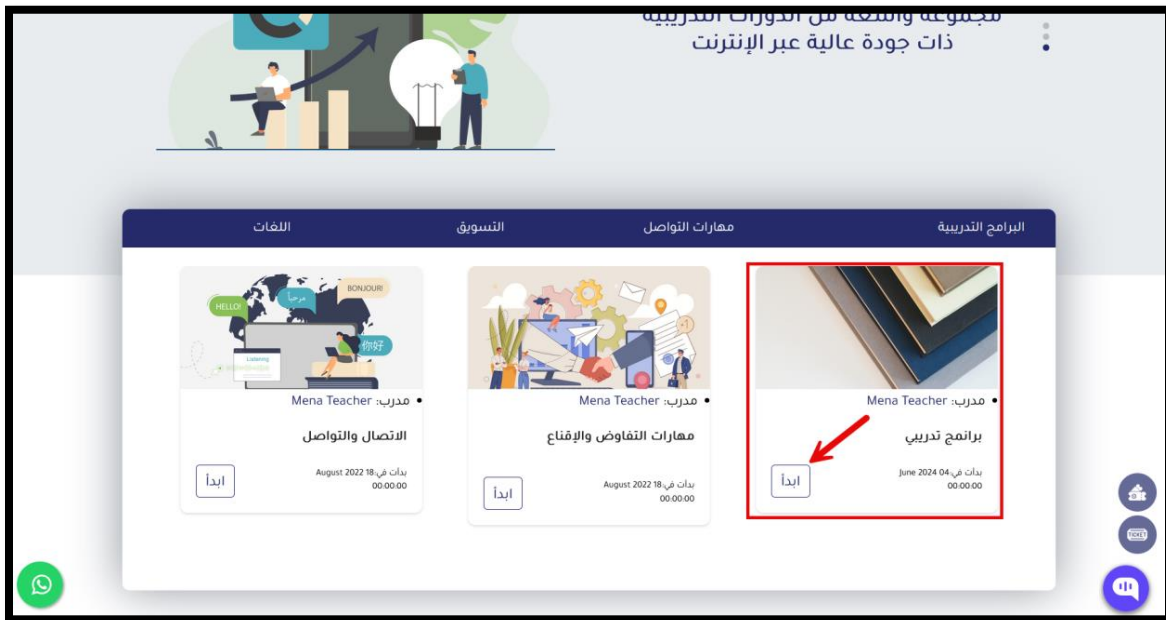 مجموعة واسعة من الدورات التدريبية
ذات جودة عالية عبر الإنترنت
البرامج التدريبية
مهارات التواصل
التسويق
اللغات
مدرب: Mena Teacher
برانمج تدريبي
بدأت في:04 June 2024
00:00:00
ابدأ
مدرب: Mena Teacher
مهارات التفاوض والإقناع
بدأت في:18 August 2022
00:00:00
ابدأ
HELLO!
مرحباً
BONJOUR!
你好
Listening
مدرب: Mena Teacher
الاتصال والتواصل
بدأت في:18 August 2022
00:00:00
ابدأ
TICKET